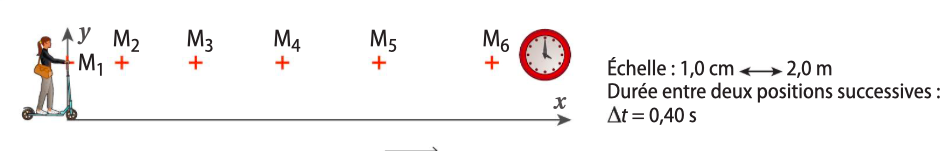 y
M₁ M₂ M₃ M₄ M₅ M₆
x
Échelle : 1,0 cm ⟷ 2,0 m
Durée entre deux positions successives :
Δt = 0,40 s